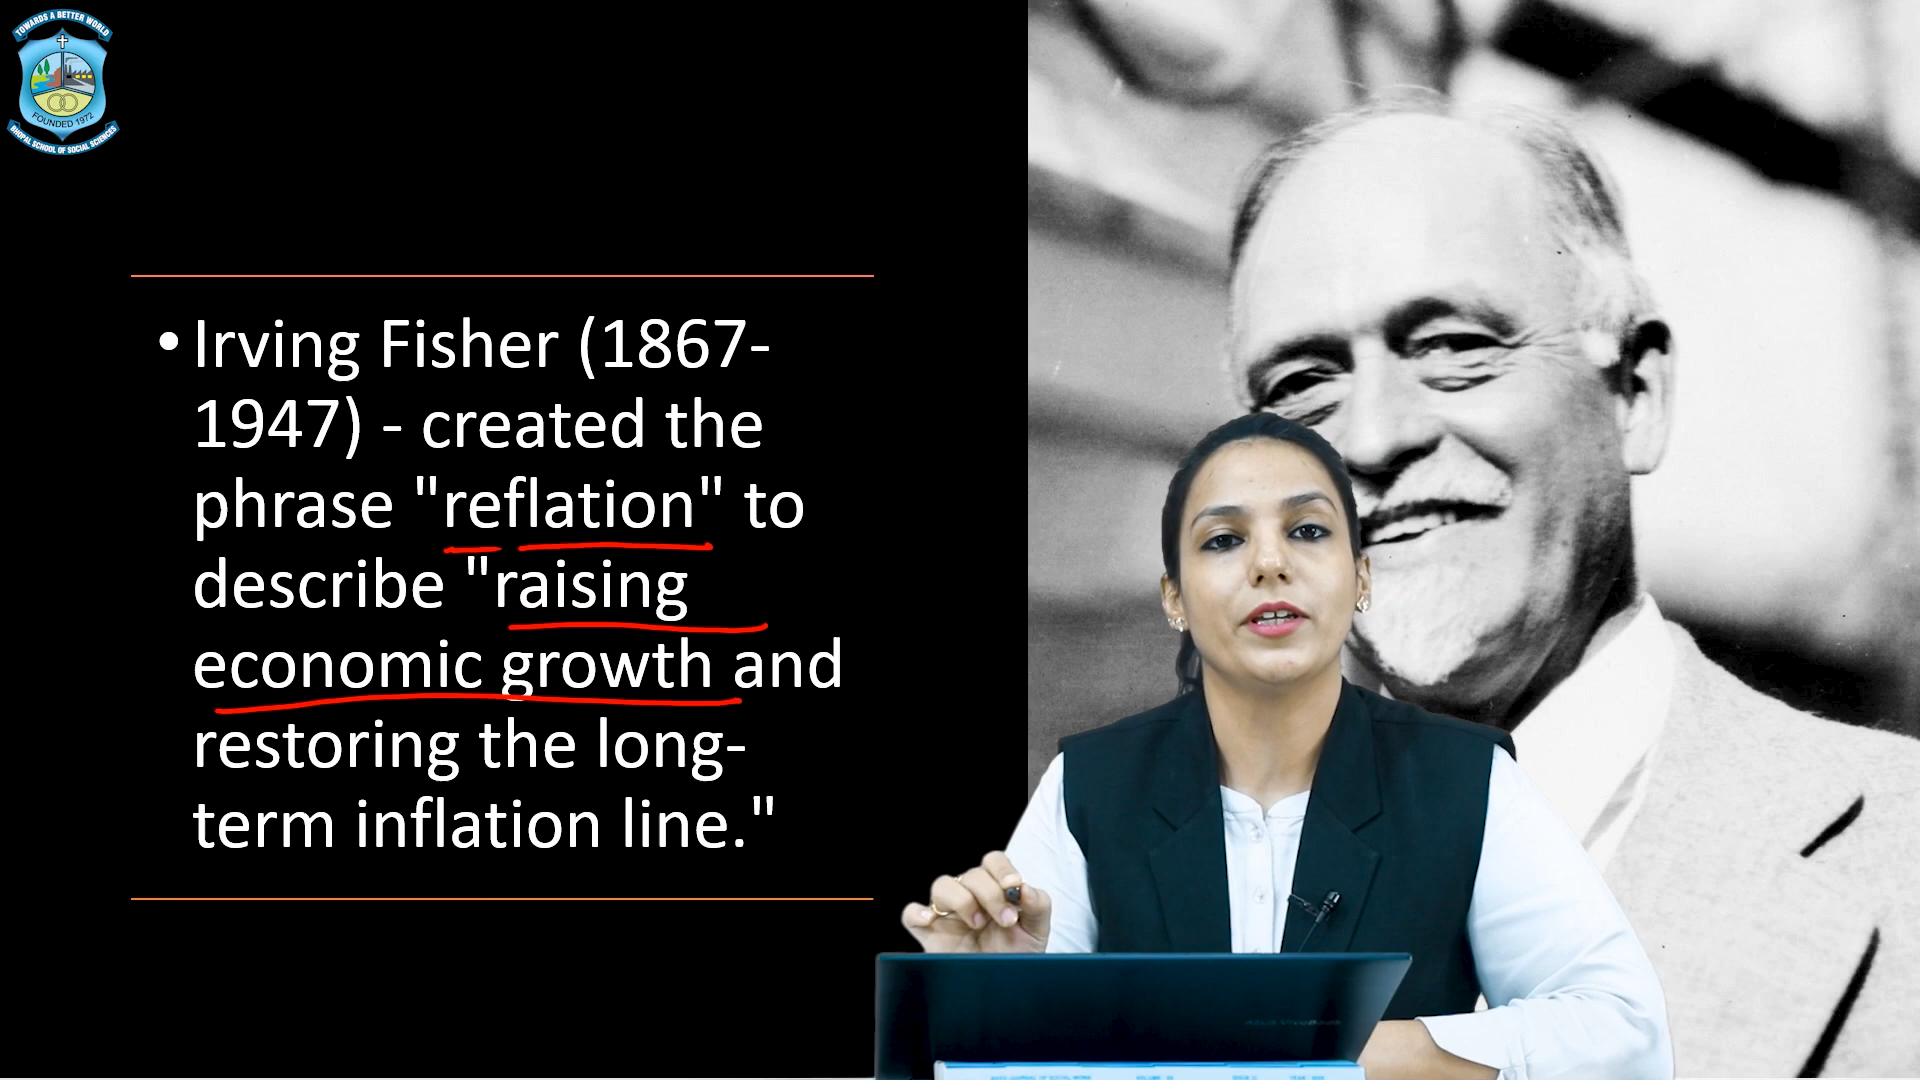 TOWARDS A BETTER WORLD
FOUNDED 1972
BHOPAL SCHOOL OF SOCIAL SCIENCES
• Irving Fisher (1867-
1947) - created the
phrase "reflation" to
describe "raising
economic growth and
restoring the long-
term inflation line."